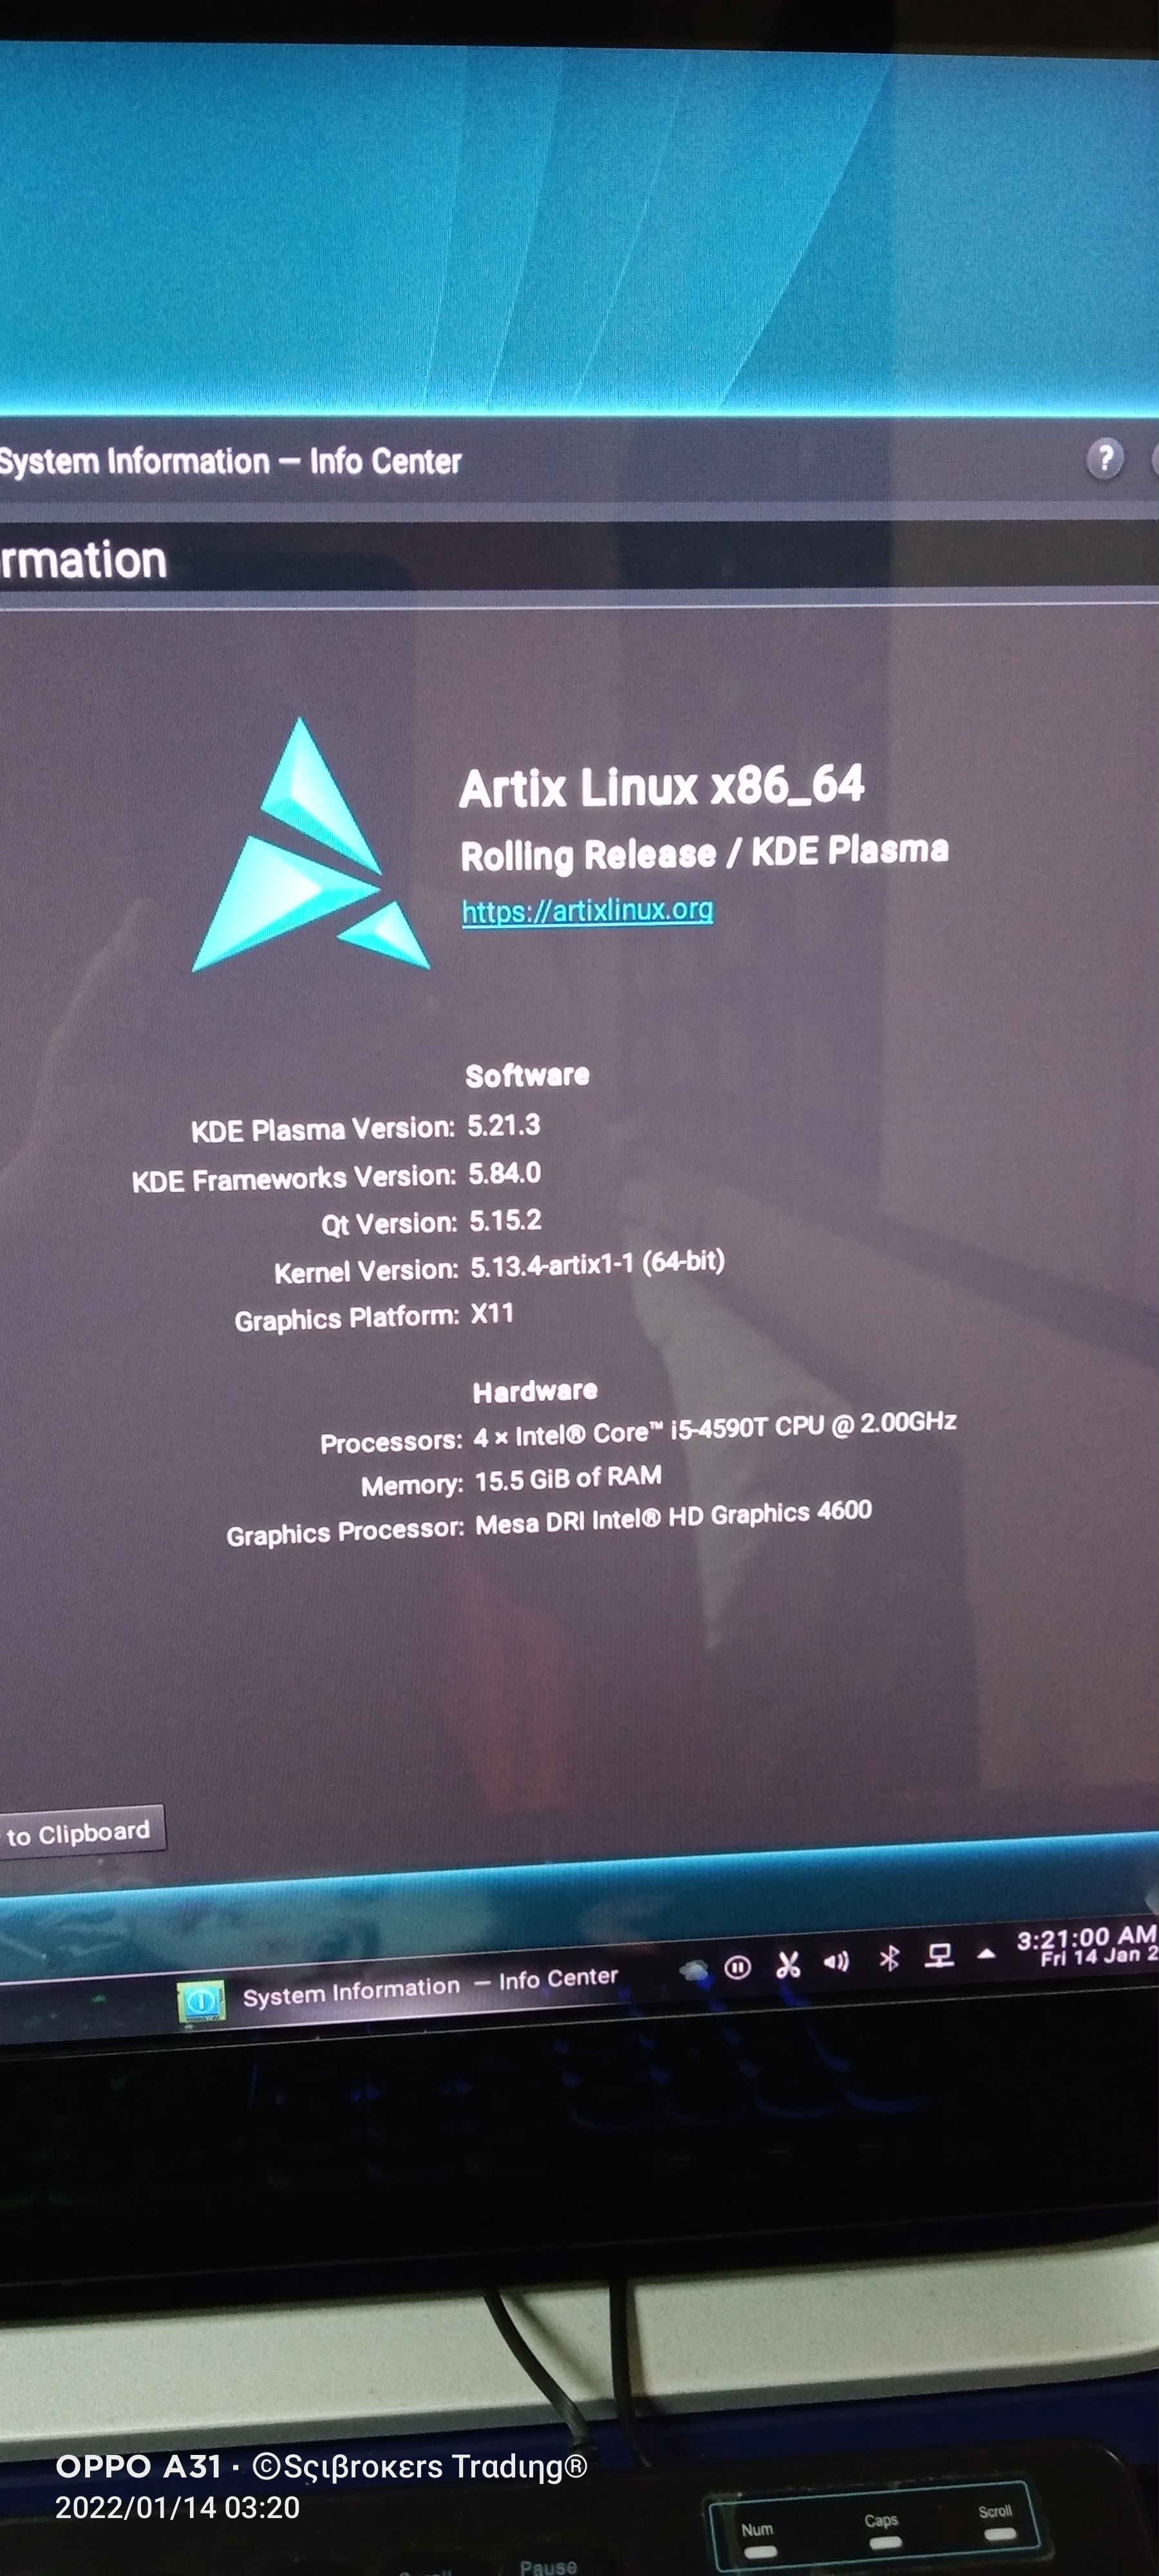 System Information — Info Center
?
rmation
Artix Linux x86_64
Rolling Release / KDE Plasma
https://artixlinux.org
Software
KDE Plasma Version: 5.21.3
KDE Frameworks Version: 5.84.0
Qt Version: 5.15.2
Kernel Version: 5.13.4-artix1-1 (64-bit)
Graphics Platform: X11
Hardware
Processors: 4 × Intel® Core™ i5-4590T CPU @ 2.00GHz
Memory: 15.5 GiB of RAM
Graphics Processor: Mesa DRI Intel® HD Graphics 4600
to Clipboard
System Information — Info Center
3:21:00 AM
Fri 14 Jan 2
OPPO A31 · ©Sςιβroκεrs Tradιηg®
2022/01/14 03:20
Num Caps Scroll
Pause